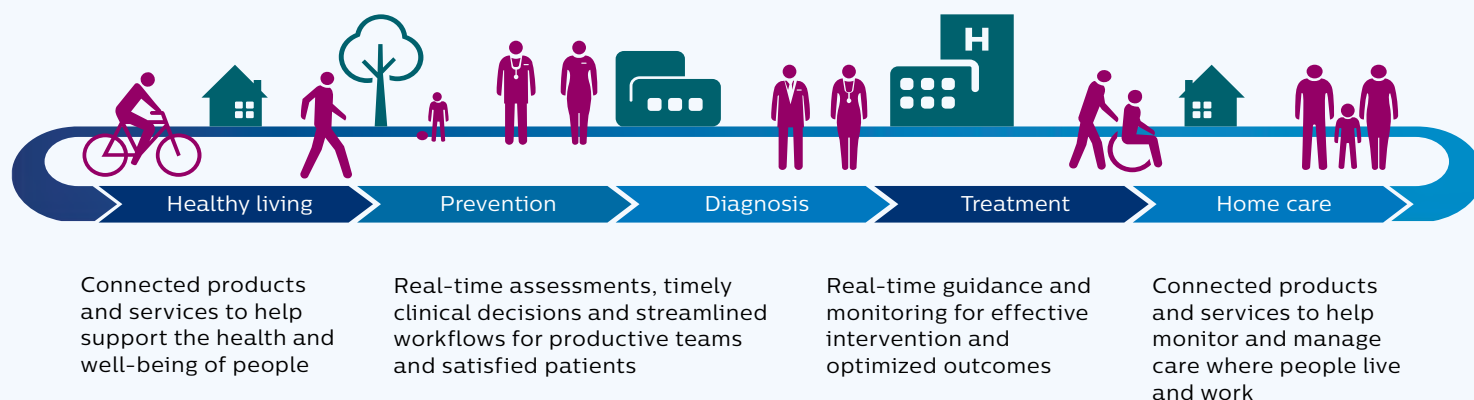 H
Healthy living
Prevention
Diagnosis
Treatment
Home care
Connected products
and services to help
support the health and
well-being of people
Real-time assessments, timely
clinical decisions and streamlined
workflows for productive teams
and satisfied patients
Real-time guidance and
monitoring for effective
intervention and
optimized outcomes
Connected products
and services to help
monitor and manage
care where people live
and work